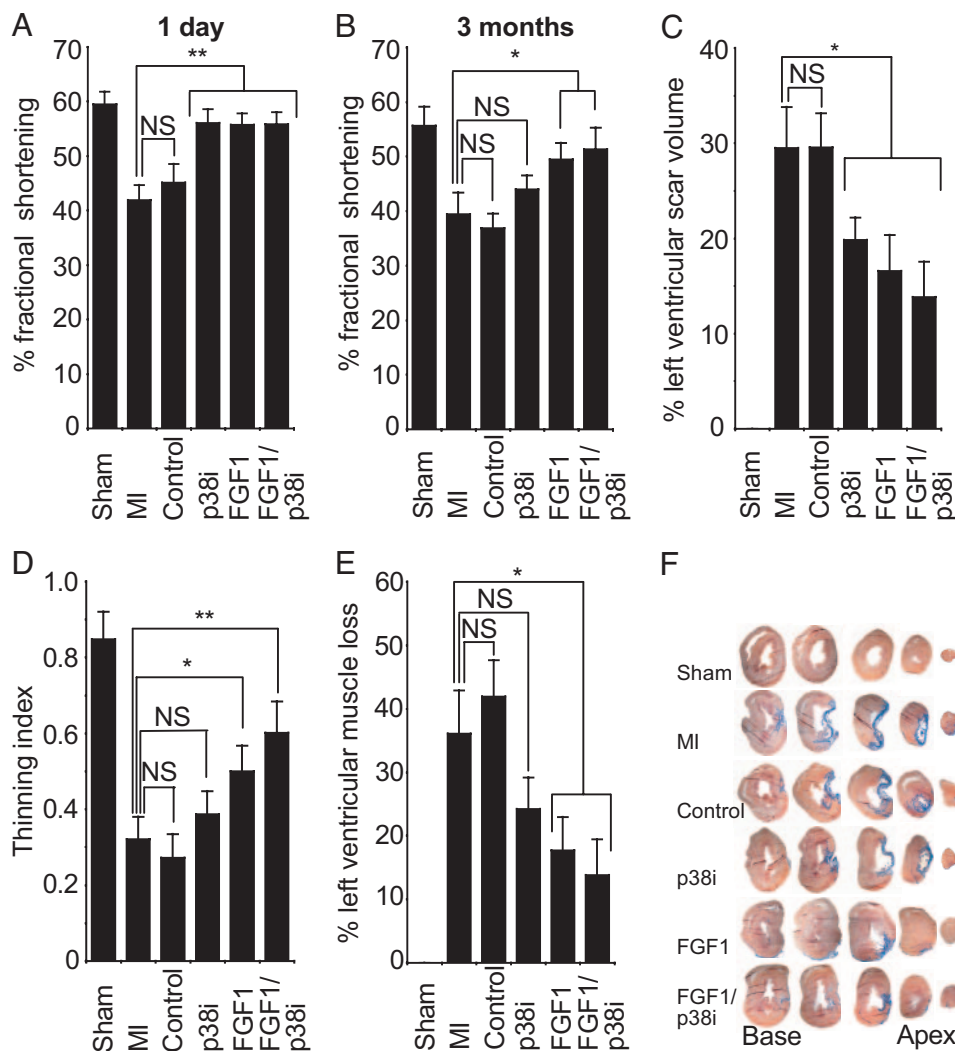 A
1 day
% fractional shortening
70
60
50
40
30
20
10
0
**
NS
Sham
MI
Control
p38i
FGF1
FGF1/
p38i
B
3 months
% fractional shortening
70
60
50
40
30
20
10
0
*
NS
NS
Sham
MI
Control
p38i
FGF1
FGF1/
p38i
C
% left ventricular scar volume
40
30
20
10
0
*
NS
Sham
MI
Control
p38i
FGF1
FGF1/
p38i
D
Thinning index
1.0
0.8
0.6
0.4
0.2
0
**
*
NS
NS
Sham
MI
Control
p38i
FGF1
FGF1/
p38i
E
% left ventricular muscle loss
60
50
40
30
20
10
0
*
NS
NS
Sham
MI
Control
p38i
FGF1
FGF1/
p38i
F
Sham
MI
Control
p38i
FGF1
FGF1/
p38i
Base Apex